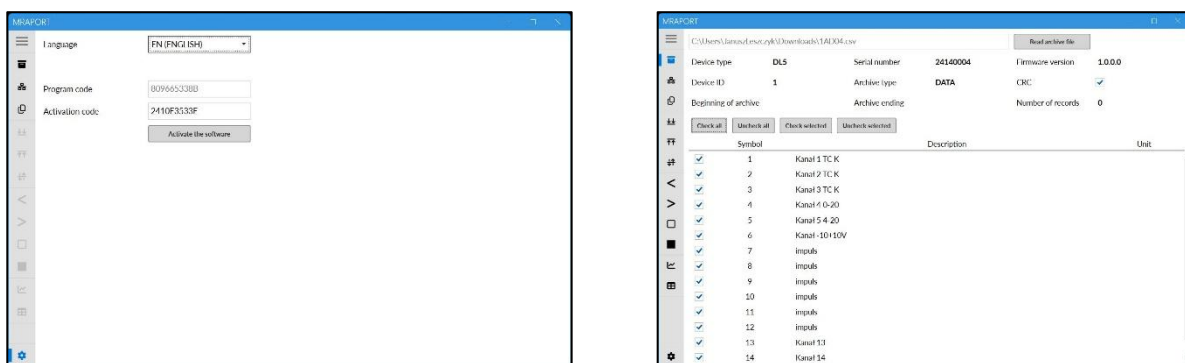 MRAPORT
Language EN (ENGLISH)
Program code 809665338B
Activation code 2410F3533F
Activate the software
MRAPORT
C:\Users\JanuszLeszczyk\Downloads\1AD04.csv Read archive file
Device type DL5 Serial number 24140004 Firmware version 1.0.0.0
Device ID 1 Archive type DATA CRC
Beginning of archive Archive ending Number of records 0
Check all Uncheck all Check selected Uncheck selected
Symbol Description Unit
1 Kanał 1 TC K
2 Kanał 2 TC K
3 Kanał 3 TC K
4 Kanał 4 0-20
5 Kanał 5 4-20
6 Kanał -10+10V
7 impuls
8 impuls
9 impuls
10 impuls
11 impuls
12 impuls
13 Kanał 13
14 Kanał 14